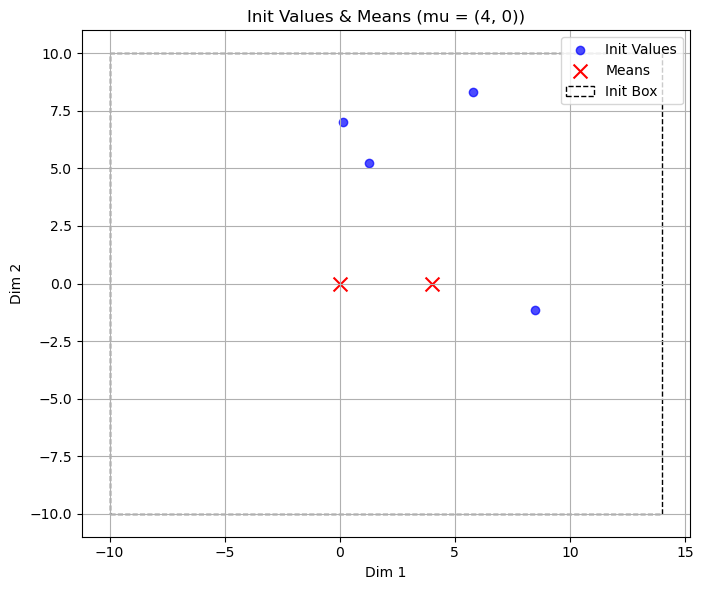 Init Values & Means (mu = (4, 0))
Init Values
Means
Init Box
10.0
7.5
5.0
2.5
0.0
−2.5
−5.0
−7.5
−10.0
Dim 2
−10
−5
0
5
10
15
Dim 1